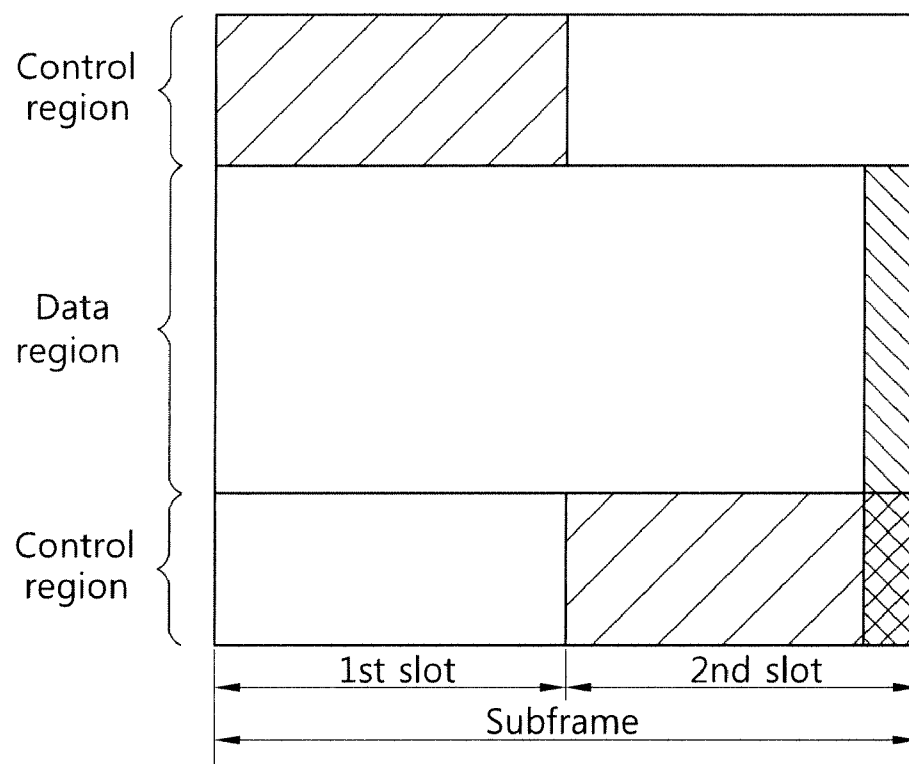 Control
region
Data
region
Control
region
1st slot
2nd slot
Subframe